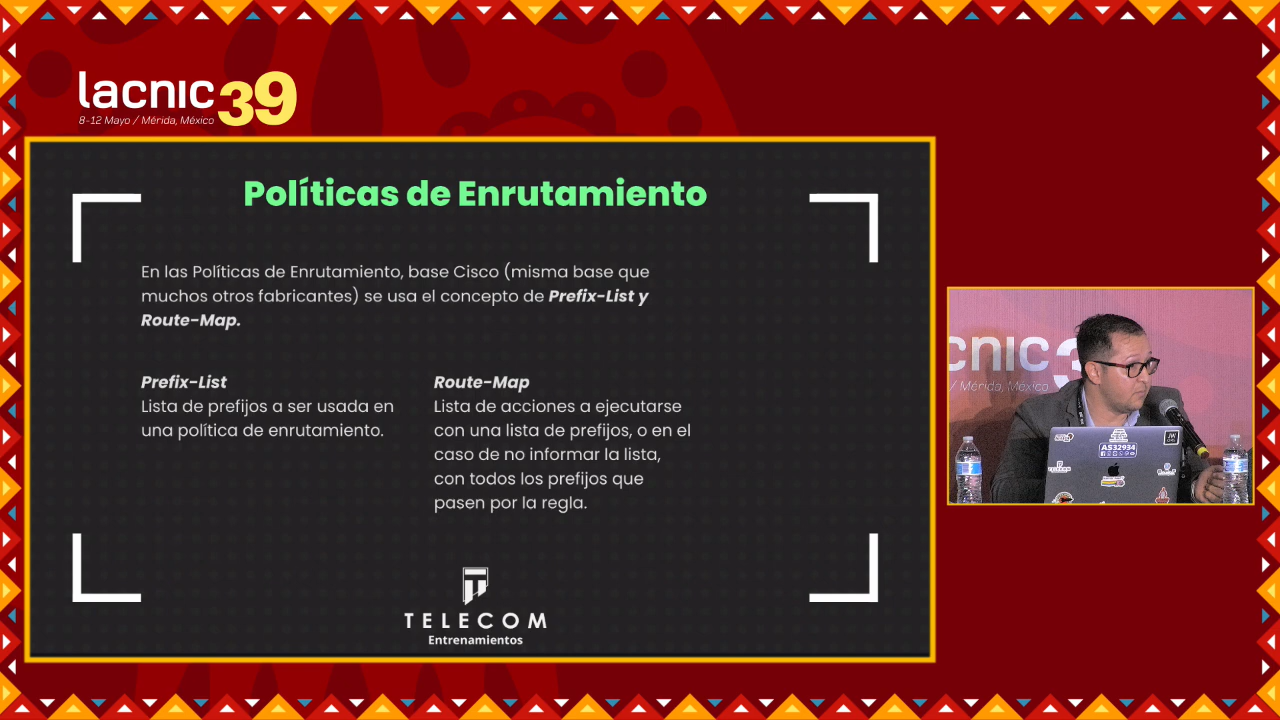 lacnic39
8-12 Mayo / Mérida, México
Políticas de Enrutamiento
En las Políticas de Enrutamiento, base Cisco (misma base que
muchos otros fabricantes) se usa el concepto de Prefix-List y
Route-Map.
Prefix-List
Lista de prefijos a ser usada en
una política de enrutamiento.
Route-Map
Lista de acciones a ejecutarse
con una lista de prefijos, o en el
caso de no informar la lista,
con todos los prefijos que
pasen por la regla.
TELECOM
Entrenamientos
cnic 3
/ Mérida, México
AS32934